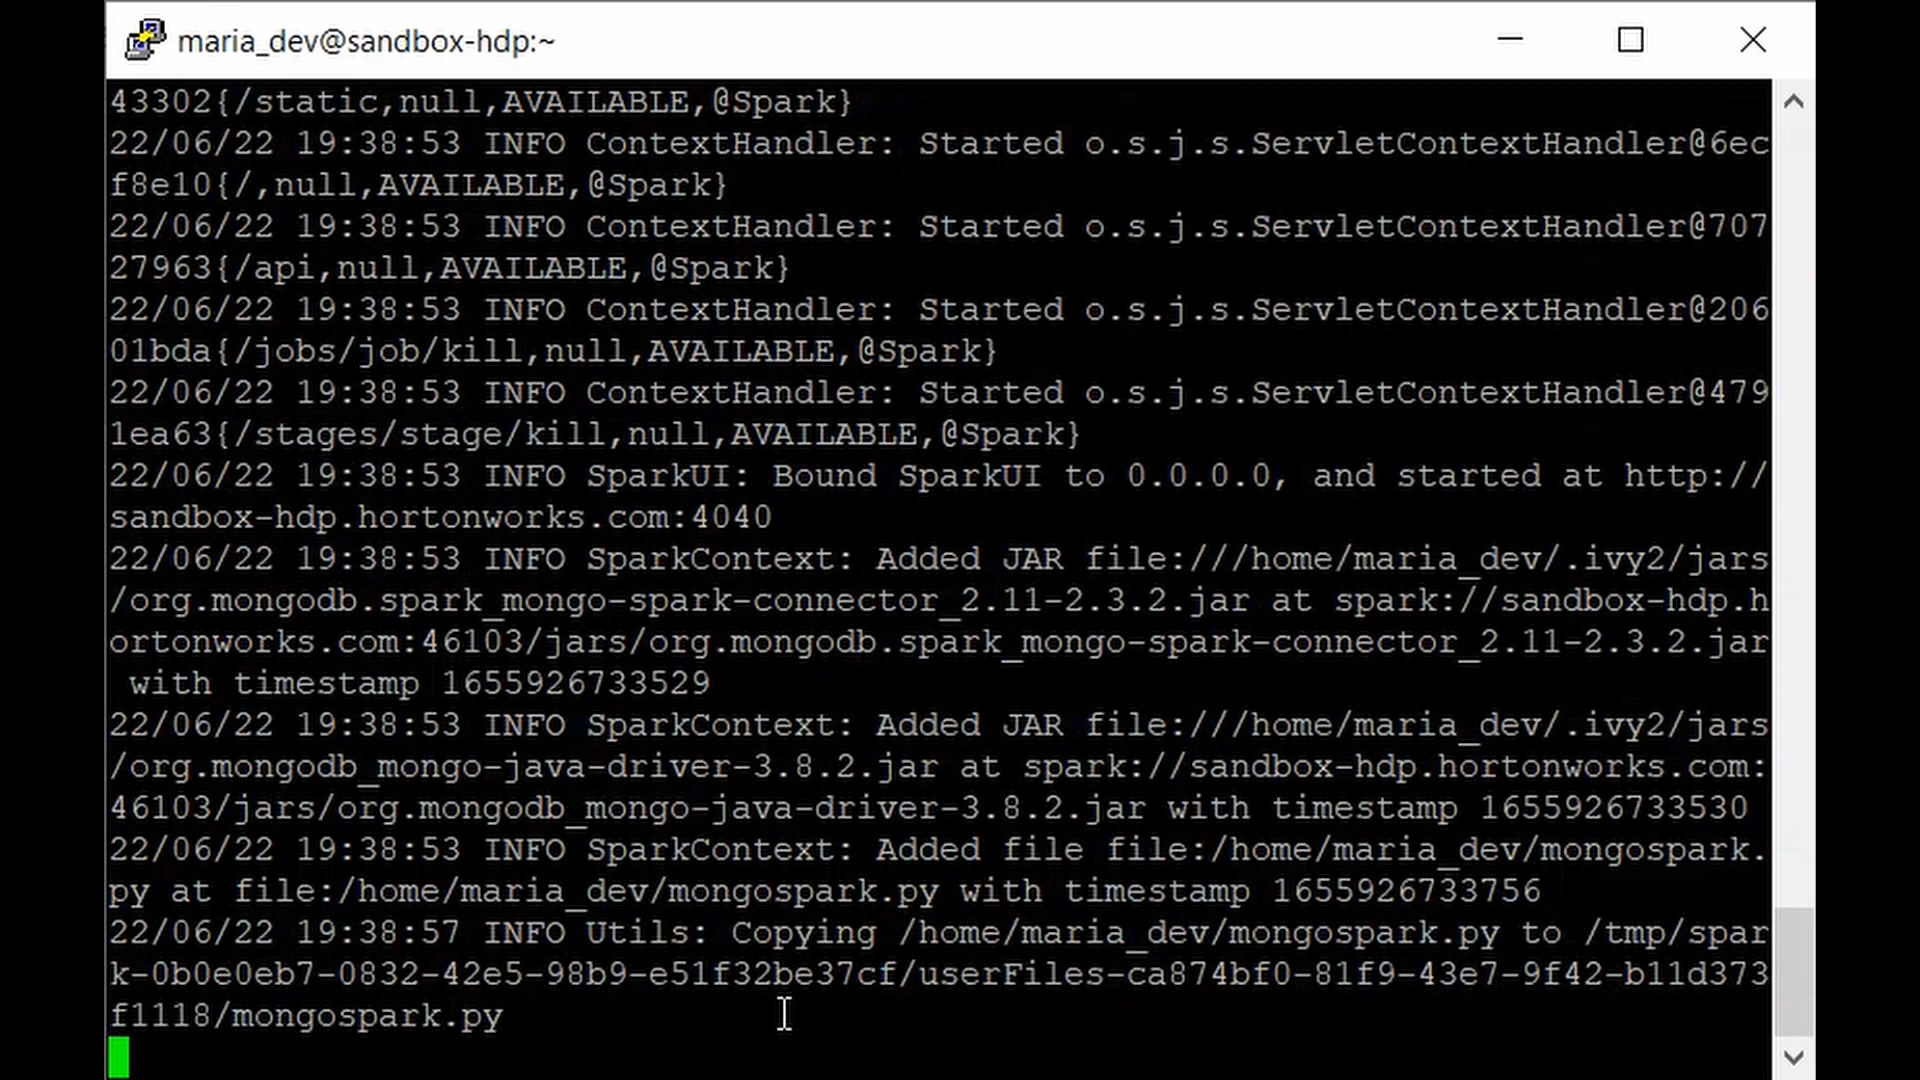 maria_dev@sandbox-hdp:~
43302{/static,null,AVAILABLE,@Spark}
22/06/22 19:38:53 INFO ContextHandler: Started o.s.j.s.ServletContextHandler@6ec
f8e10{/,null,AVAILABLE,@Spark}
22/06/22 19:38:53 INFO ContextHandler: Started o.s.j.s.ServletContextHandler@707
27963{/api,null,AVAILABLE,@Spark}
22/06/22 19:38:53 INFO ContextHandler: Started o.s.j.s.ServletContextHandler@206
01bda{/jobs/job/kill,null,AVAILABLE,@Spark}
22/06/22 19:38:53 INFO ContextHandler: Started o.s.j.s.ServletContextHandler@479
1ea63{/stages/stage/kill,null,AVAILABLE,@Spark}
22/06/22 19:38:53 INFO SparkUI: Bound SparkUI to 0.0.0.0, and started at http://
sandbox-hdp.hortonworks.com:4040
22/06/22 19:38:53 INFO SparkContext: Added JAR file:///home/maria_dev/.ivy2/jars
/org.mongodb.spark_mongo-spark-connector_2.11-2.3.2.jar at spark://sandbox-hdp.h
ortonworks.com:46103/jars/org.mongodb.spark_mongo-spark-connector_2.11-2.3.2.jar
 with timestamp 1655926733529
22/06/22 19:38:53 INFO SparkContext: Added JAR file:///home/maria_dev/.ivy2/jars
/org.mongodb_mongo-java-driver-3.8.2.jar at spark://sandbox-hdp.hortonworks.com:
46103/jars/org.mongodb_mongo-java-driver-3.8.2.jar with timestamp 1655926733530
22/06/22 19:38:53 INFO SparkContext: Added file file:/home/maria_dev/mongospark.
py at file:/home/maria_dev/mongospark.py with timestamp 1655926733756
22/06/22 19:38:57 INFO Utils: Copying /home/maria_dev/mongospark.py to /tmp/spar
k-0b0e0eb7-0832-42e5-98b9-e51f32be37cf/userFiles-ca874bf0-81f9-43e7-9f42-b11d373
f1118/mongospark.py